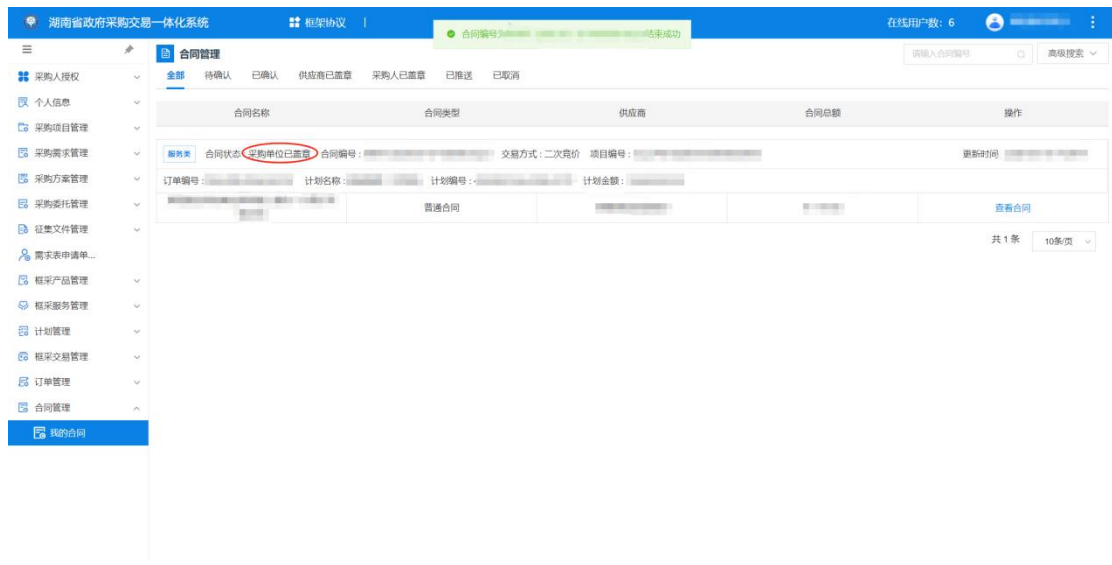 湖南省政府采购交易一体化系统 框架协议 在线用户数：6
合同编号为 结束成功
合同管理 请输入合同编号 高级搜索
全部 待确认 已确认 供应商已盖章 采购人已盖章 已推送 已取消
采购人授权
个人信息
采购项目管理
采购需求管理
采购方案管理
采购委托管理
征集文件管理
需求表申请单...
框采产品管理
框采服务管理
计划管理
框采交易管理
订单管理
合同管理
我的合同
合同名称 合同类型 供应商 合同总额 操作
服务类 合同状态 采购单位已盖章 合同编号： 交易方式：二次竞价 项目编号： 更新时间
订单编号： 计划名称： 计划编号： 计划金额：
普通合同 查看合同
共 1 条 10条/页